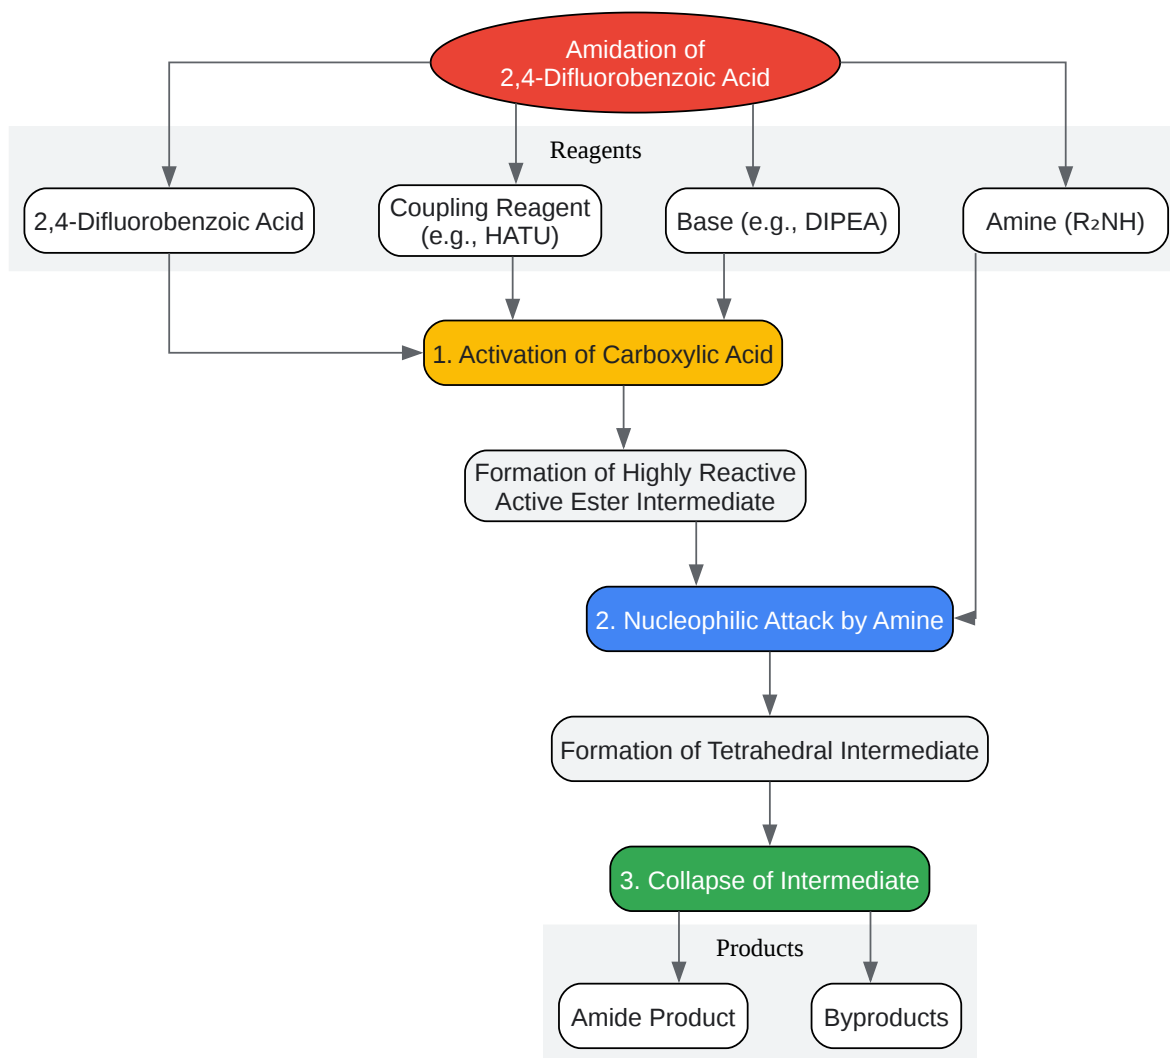 Amidation of
2,4-Difluorobenzoic Acid
Reagents
2,4-Difluorobenzoic Acid
Coupling Reagent
(e.g., HATU)
Base (e.g., DIPEA)
Amine (R₂NH)
1. Activation of Carboxylic Acid
Formation of Highly Reactive
Active Ester Intermediate
2. Nucleophilic Attack by Amine
Formation of Tetrahedral Intermediate
3. Collapse of Intermediate
Products
Amide Product
Byproducts